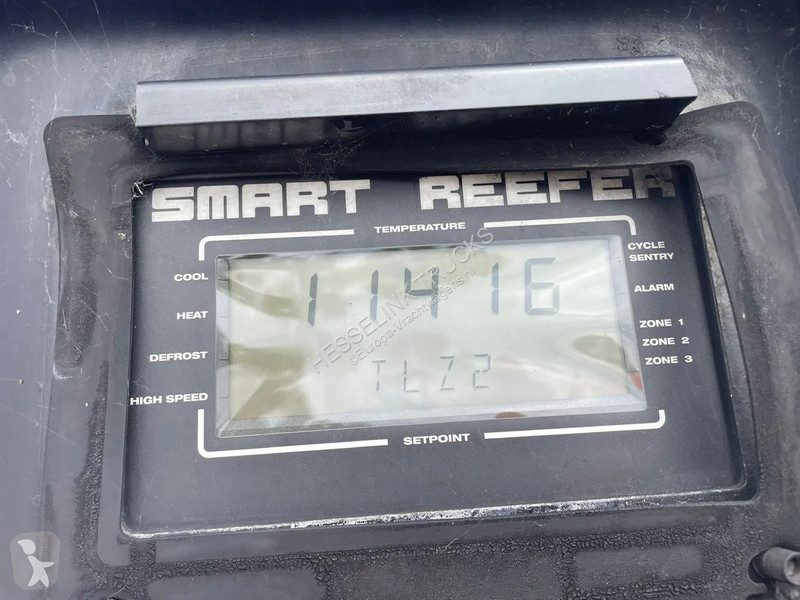 SMART REEFER
TEMPERATURE
CYCLE
SENTRY
COOL
ALARM
11416
HEAT
ZONE 1
ZONE 2
DEFROST
ZONE 3
TLZ2
HIGH SPEED
SETPOINT
HESSELINK TRUCKS